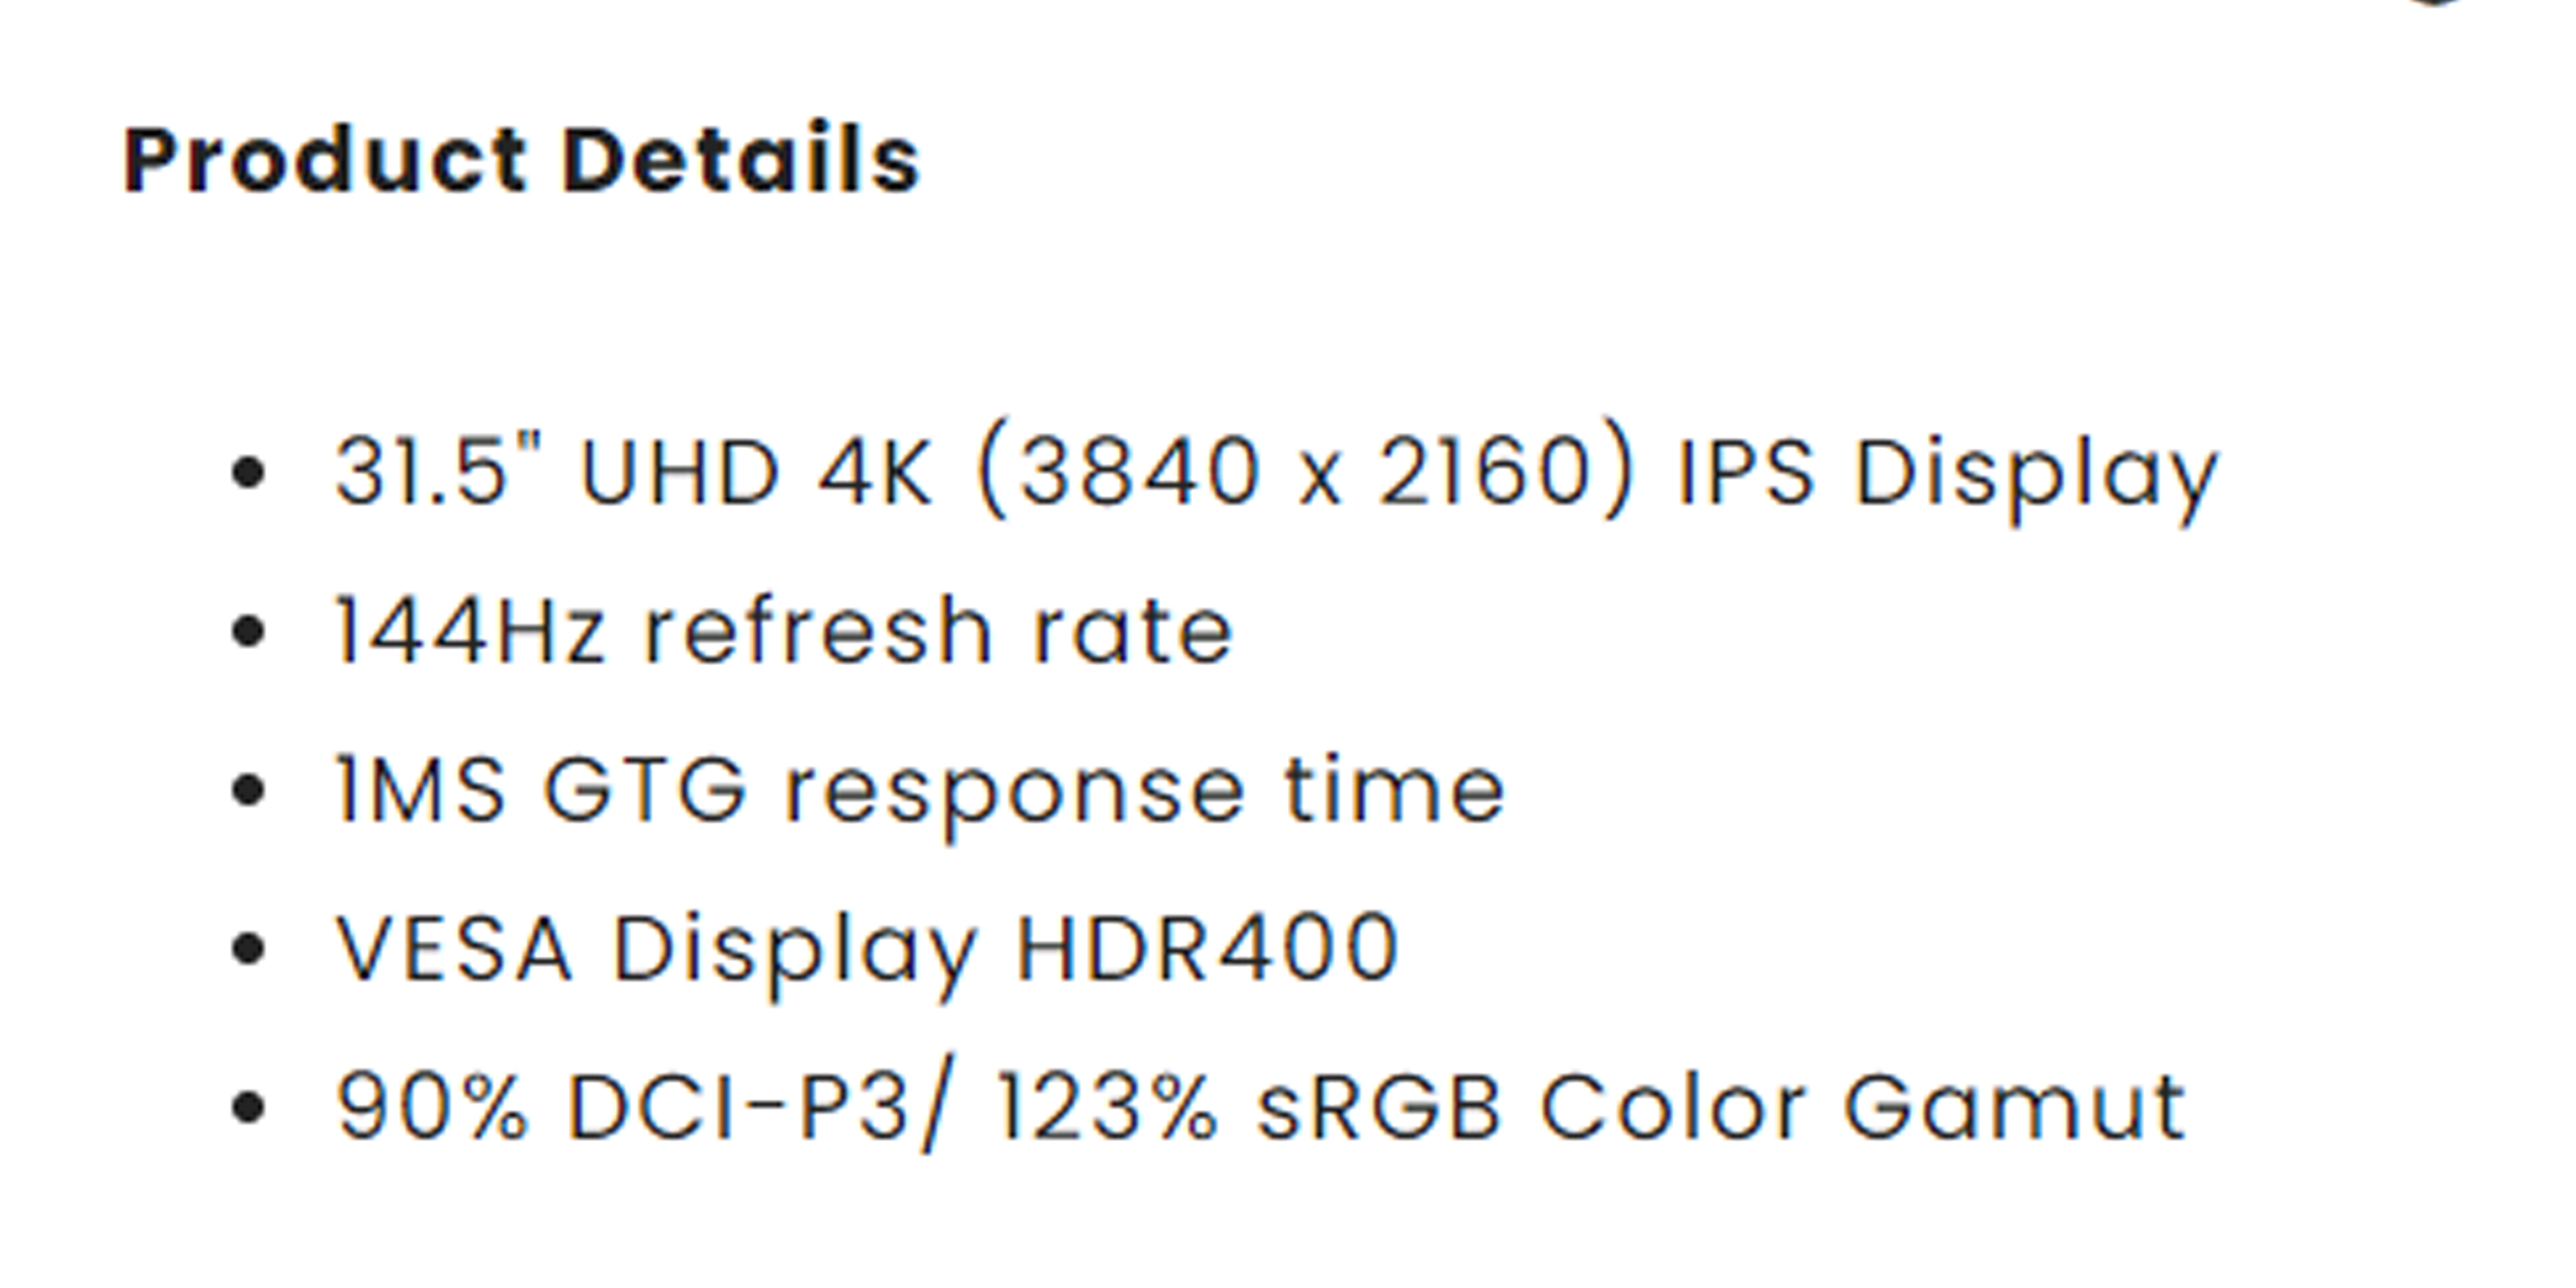 Product Details
• 31.5" UHD 4K (3840 x 2160) IPS Display
• 144Hz refresh rate
• 1MS GTG response time
• VESA Display HDR400
• 90% DCI-P3/ 123% sRGB Color Gamut